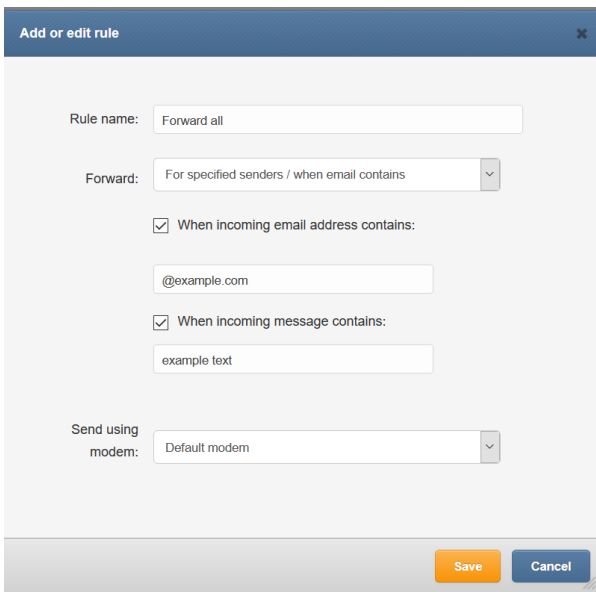 Add or edit rule
Rule name: Forward all
Forward: For specified senders / when email contains
When incoming email address contains:
@example.com
When incoming message contains:
example text
Send using
modem: Default modem
Save Cancel